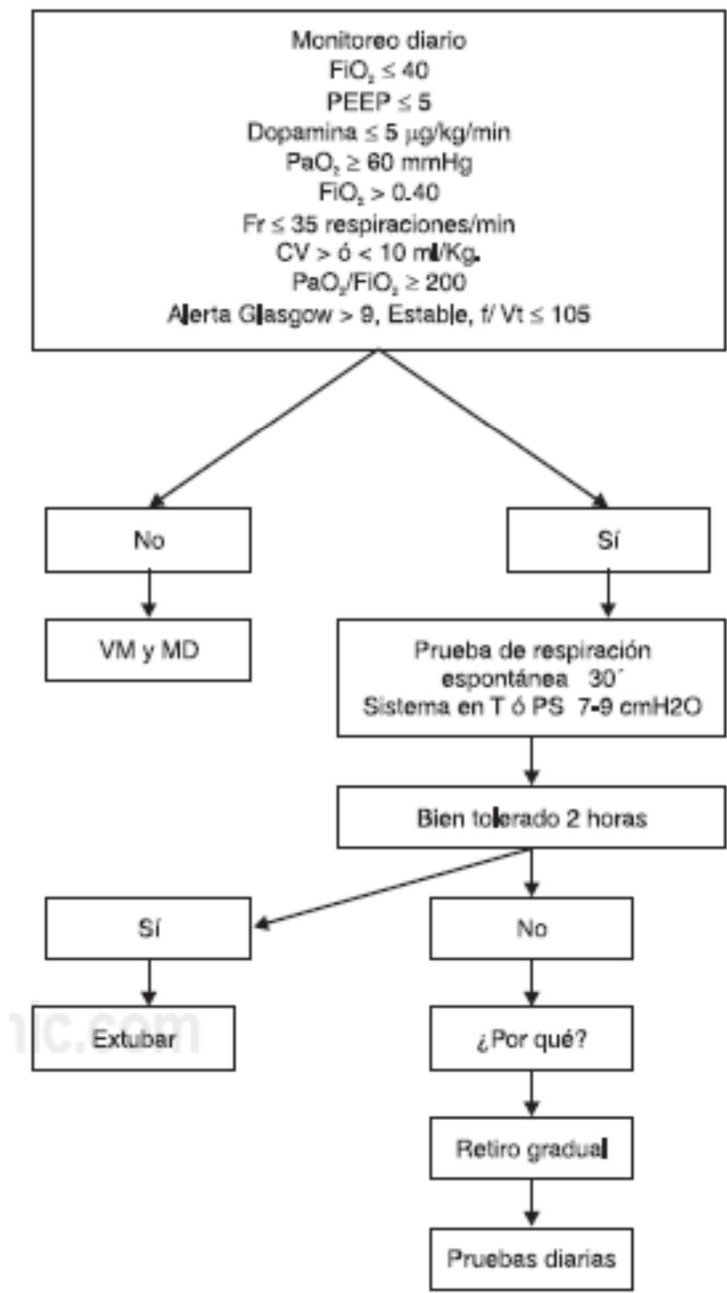 Monitoreo diario
FiO₂ ≤ 40
PEEP ≤ 5
Dopamina ≤ 5 µg/kg/min
PaO₂ ≥ 60 mmHg
FiO₂ > 0.40
Fr ≤ 35 respiraciones/min
CV > ó < 10 ml/Kg.
PaO₂/FiO₂ ≥ 200
Alerta Glasgow > 9, Estable, f/ Vt ≤ 105
No
Sí
VM y MD
Prueba de respiración
espontánea 30´
Sistema en T ó PS 7-9 cmH2O
Bien tolerado 2 horas
Sí
No
Extubar
¿Por qué?
Retiro gradual
Pruebas diarias